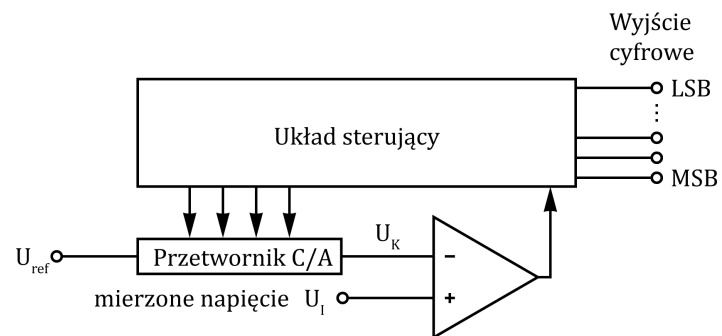 Wyjście
cyfrowe
LSB
Układ sterujący
MSB
U_K
U_ref
Przetwornik C/A
−
mierzone napięcie U_I
+